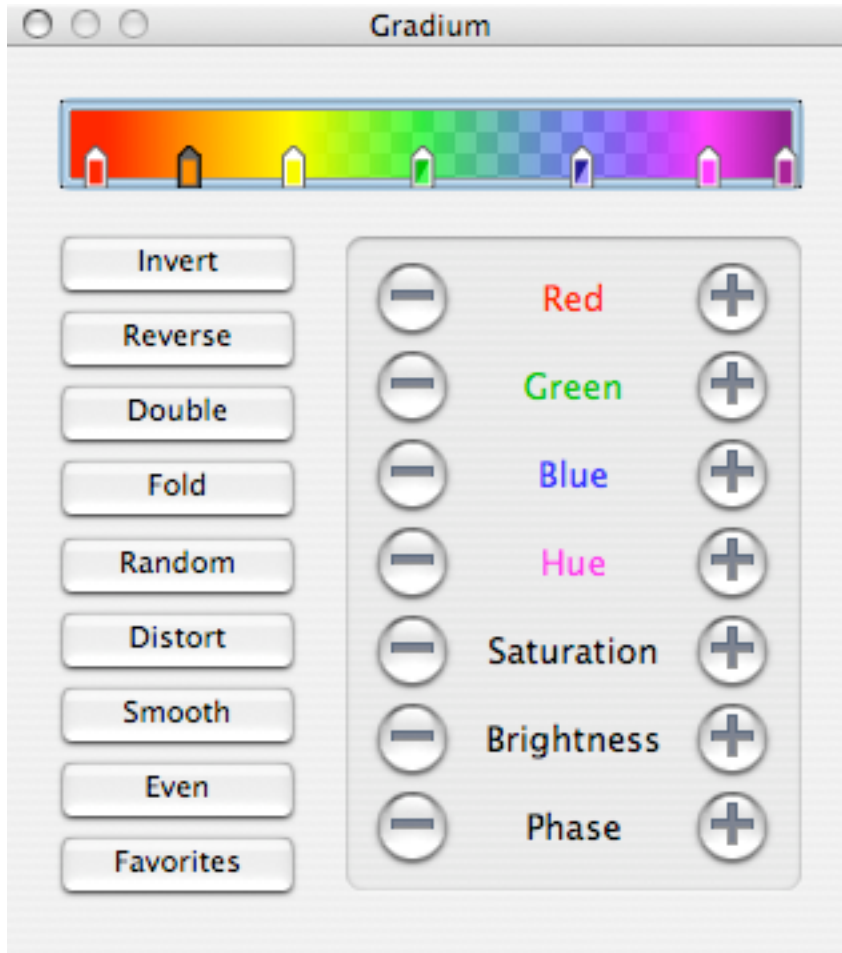 Gradium
Invert
Reverse
Double
Fold
Random
Distort
Smooth
Even
Favorites
Red
Green
Blue
Hue
Saturation
Brightness
Phase